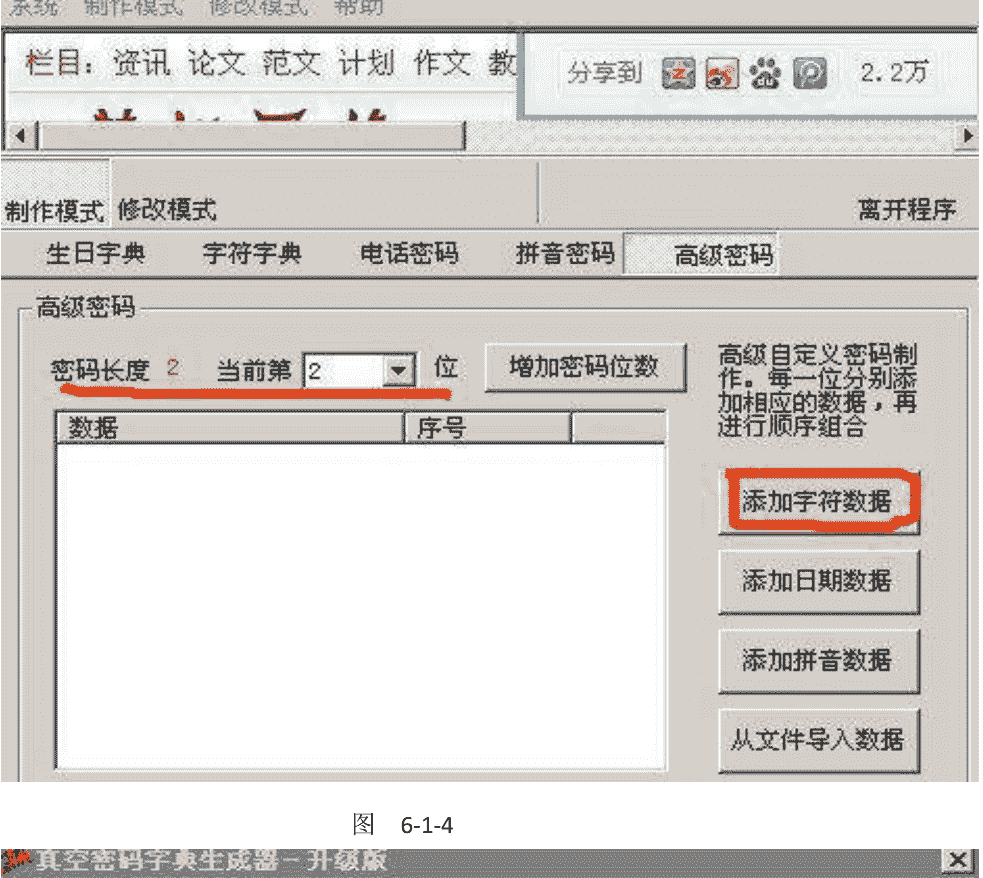 系统 制作模式 修改模式 帮助
栏目：资讯 论文 范文 计划 作文 教
分享到 2.2万
制作模式 修改模式 离开程序
生日字典 字符字典 电话密码 拼音密码 高级密码
高级密码
密码长度 2 当前第 2 位 增加密码位数
高级自定义密码制
作。每一位分别添
加相应的数据，再
进行顺序组合
数据 序号
添加字符数据
添加日期数据
添加拼音数据
从文件导入数据
图 6-1-4
真空密码字典生成器－升级版